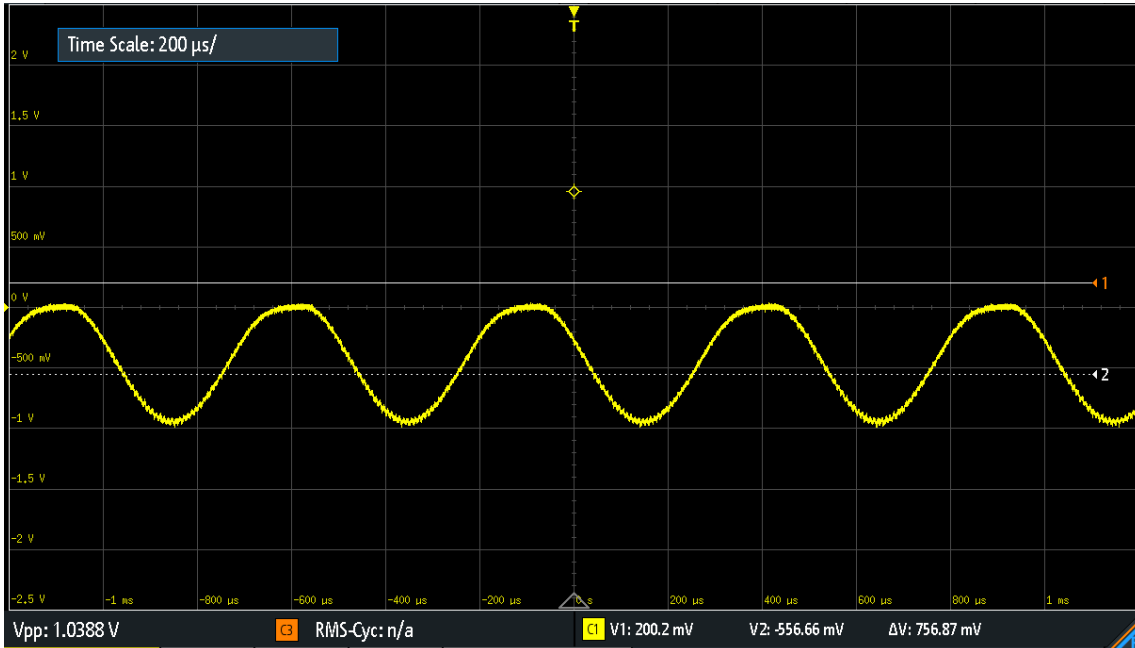 T
Time Scale: 200 µs/
2 V
1.5 V
1 V
500 mV
1
0 V
-500 mV
2
-1 V
-1.5 V
-2 V
-2.5 V -1 ms -800 µs -600 µs -400 µs -200 µs 0 s 200 µs 400 µs 600 µs 800 µs 1 ms
Vpp: 1.0388 V C3 RMS-Cyc: n/a C1 V1: 200.2 mV V2: -556.66 mV ΔV: 756.87 mV